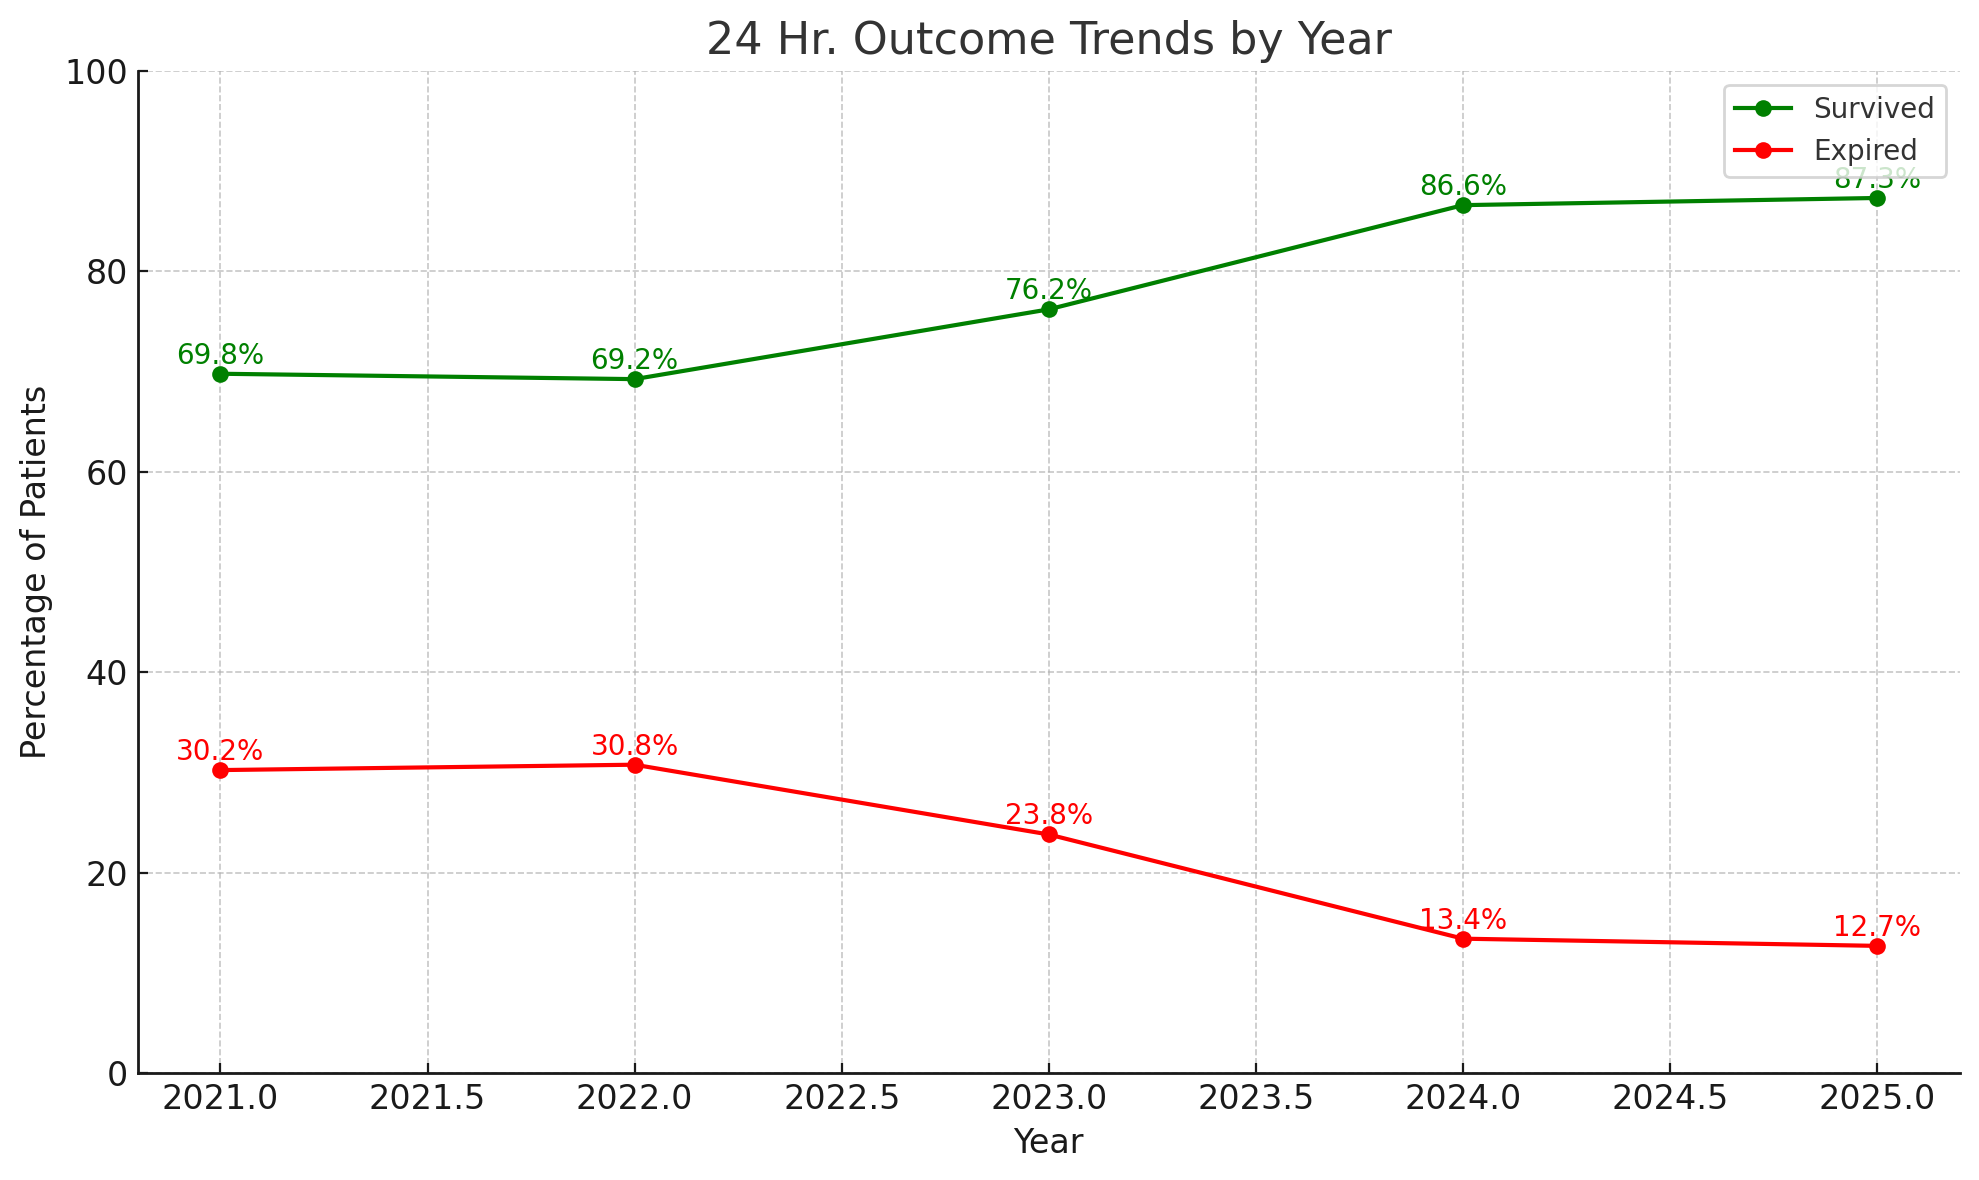 24 Hr. Outcome Trends by Year
100
80
60
40
20
0
Percentage of Patients
Survived
Expired
69.8%
69.2%
76.2%
86.6%
87.3%
30.2%
30.8%
23.8%
13.4%
12.7%
2021.0 2021.5 2022.0 2022.5 2023.0 2023.5 2024.0 2024.5 2025.0
Year